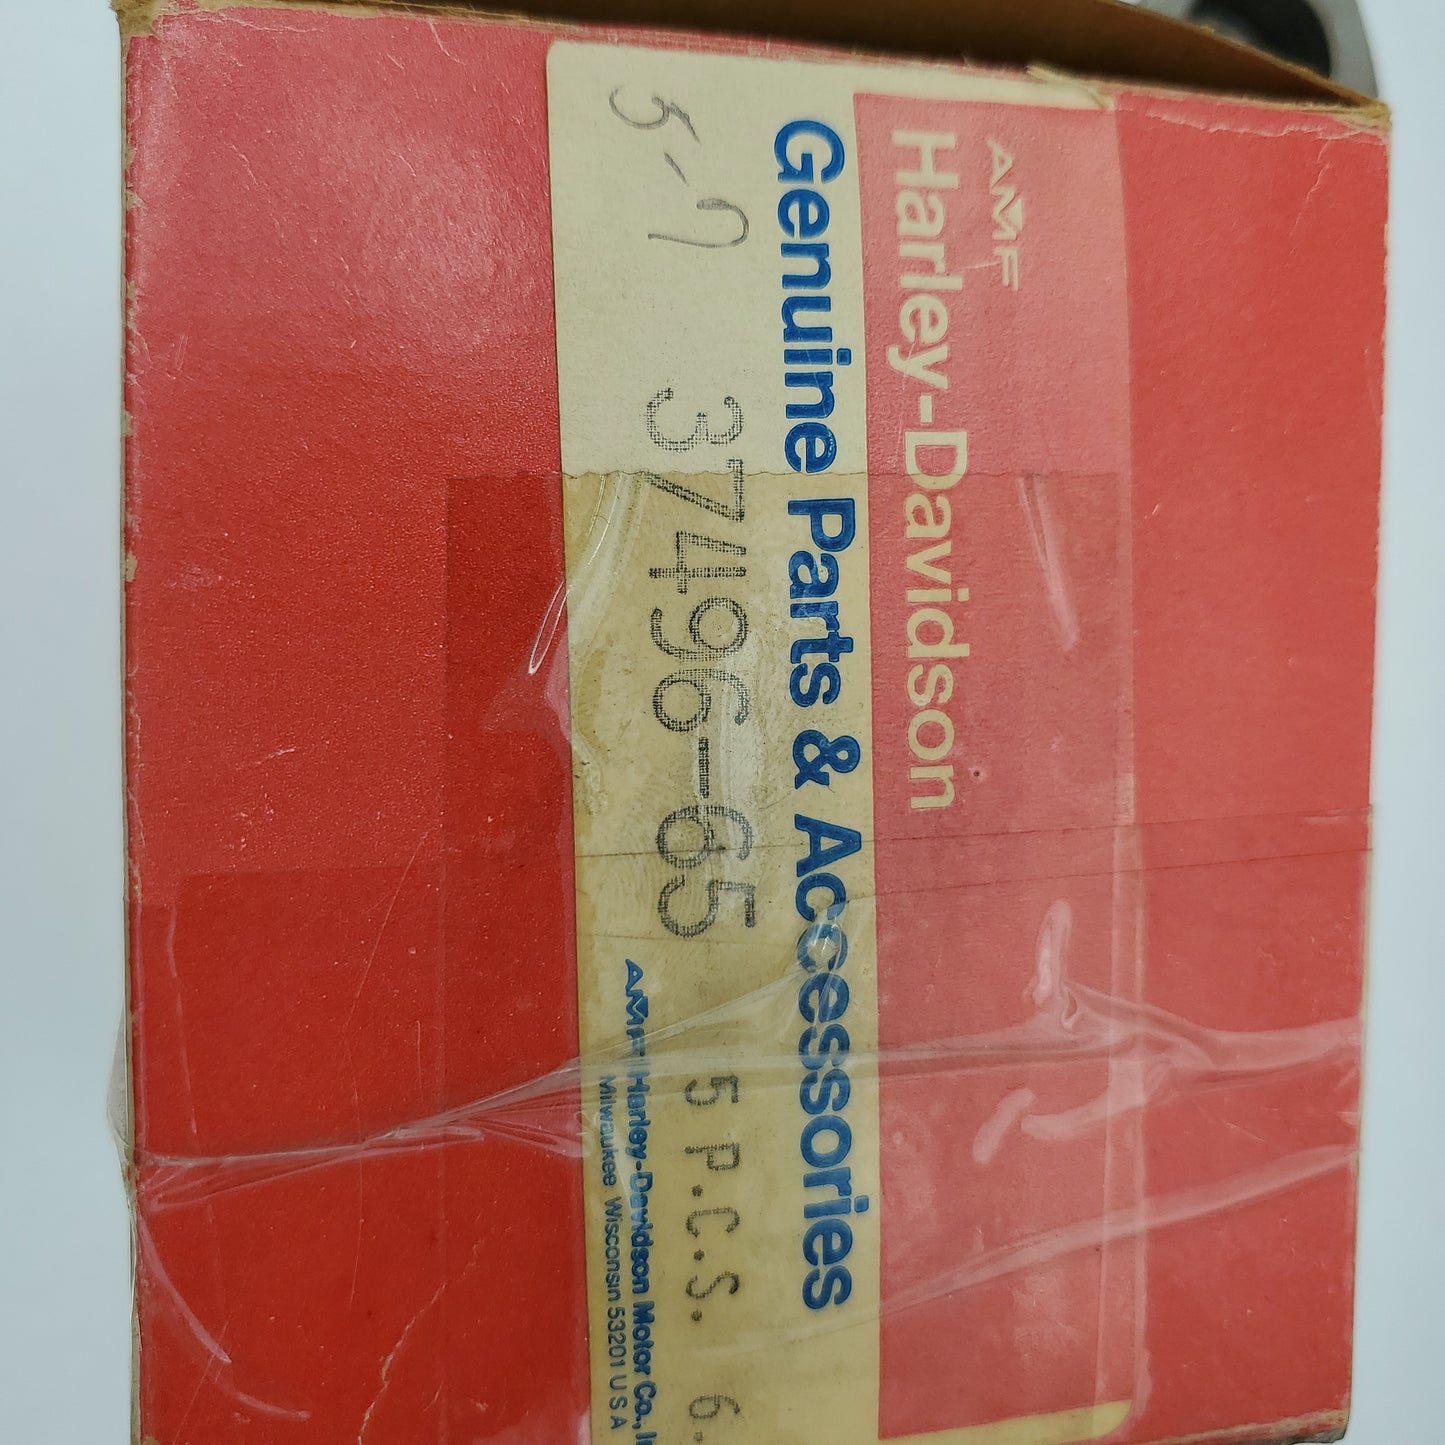 AMF
Harley-Davidson
Genuine Parts & Accessories
5-7 37496-65 5 P.C.S. 6.
AMF Harley-Davidson Motor Co.,
Milwaukee Wisconsin 53201 U S A